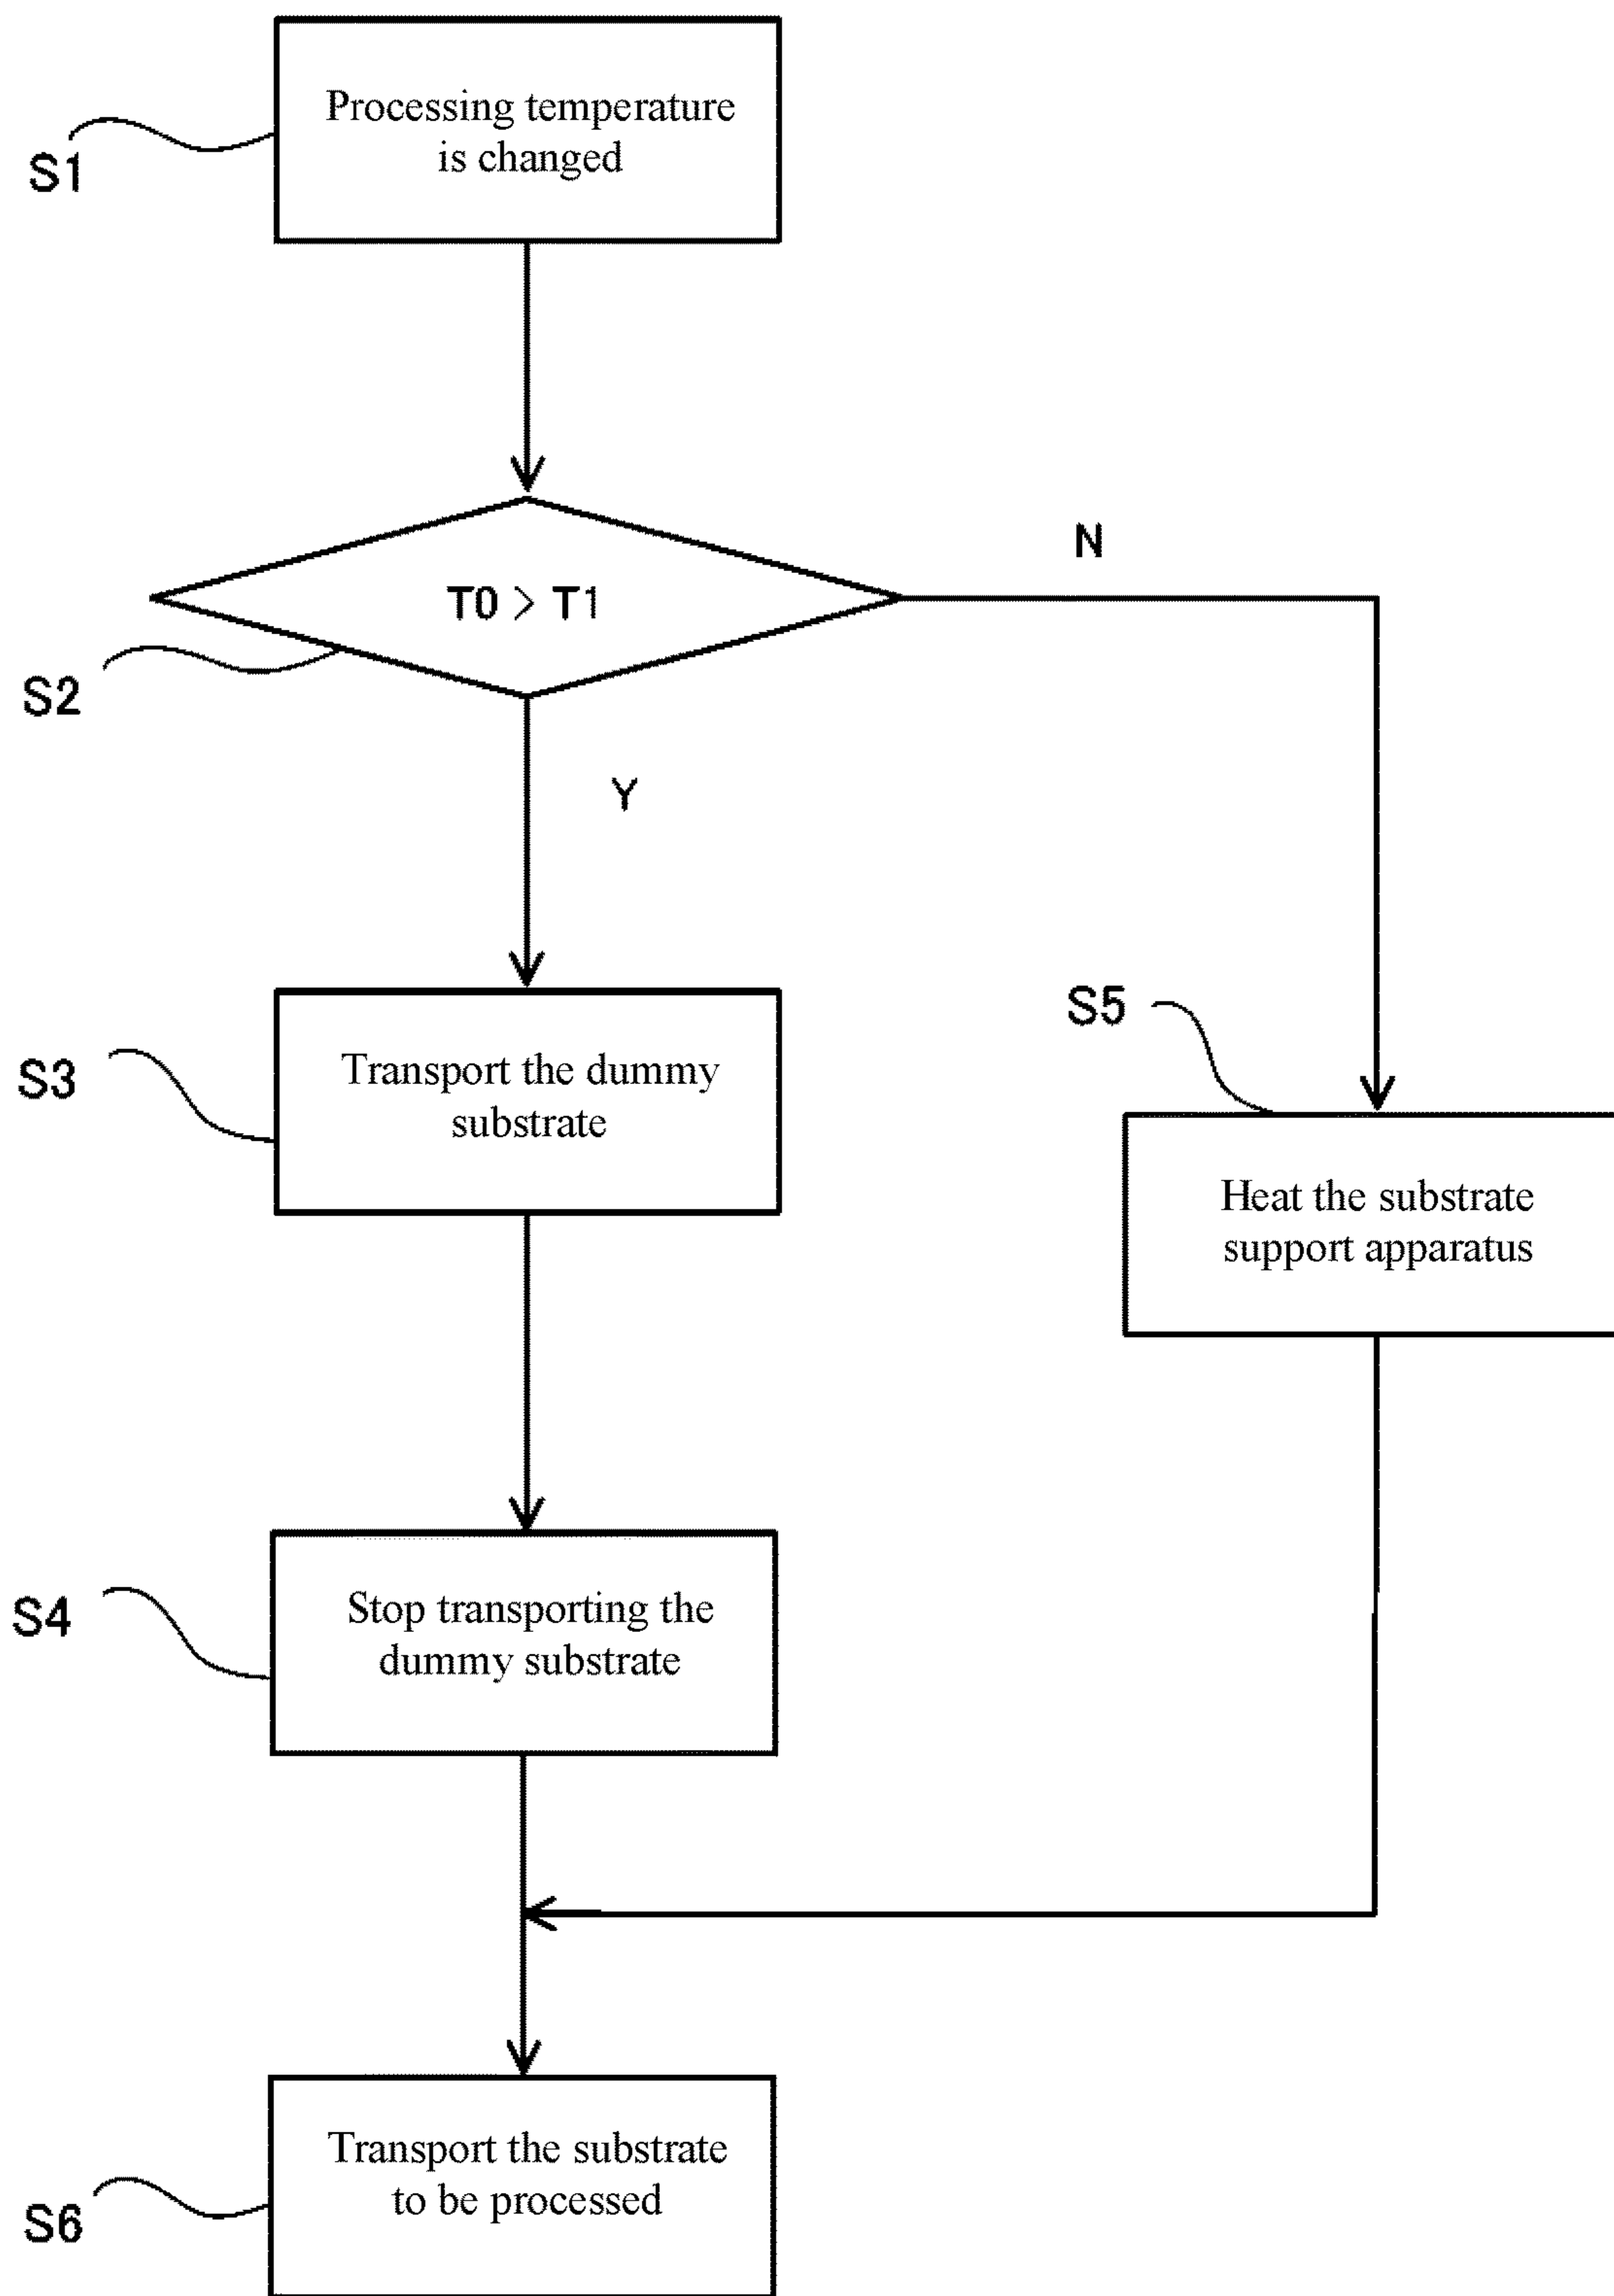 Processing temperature
is changed
S1
T0 > T1
N
S2
Y
S3
Transport the dummy
substrate
S5
Heat the substrate
support apparatus
S4
Stop transporting the
dummy substrate
Transport the substrate
to be processed
S6